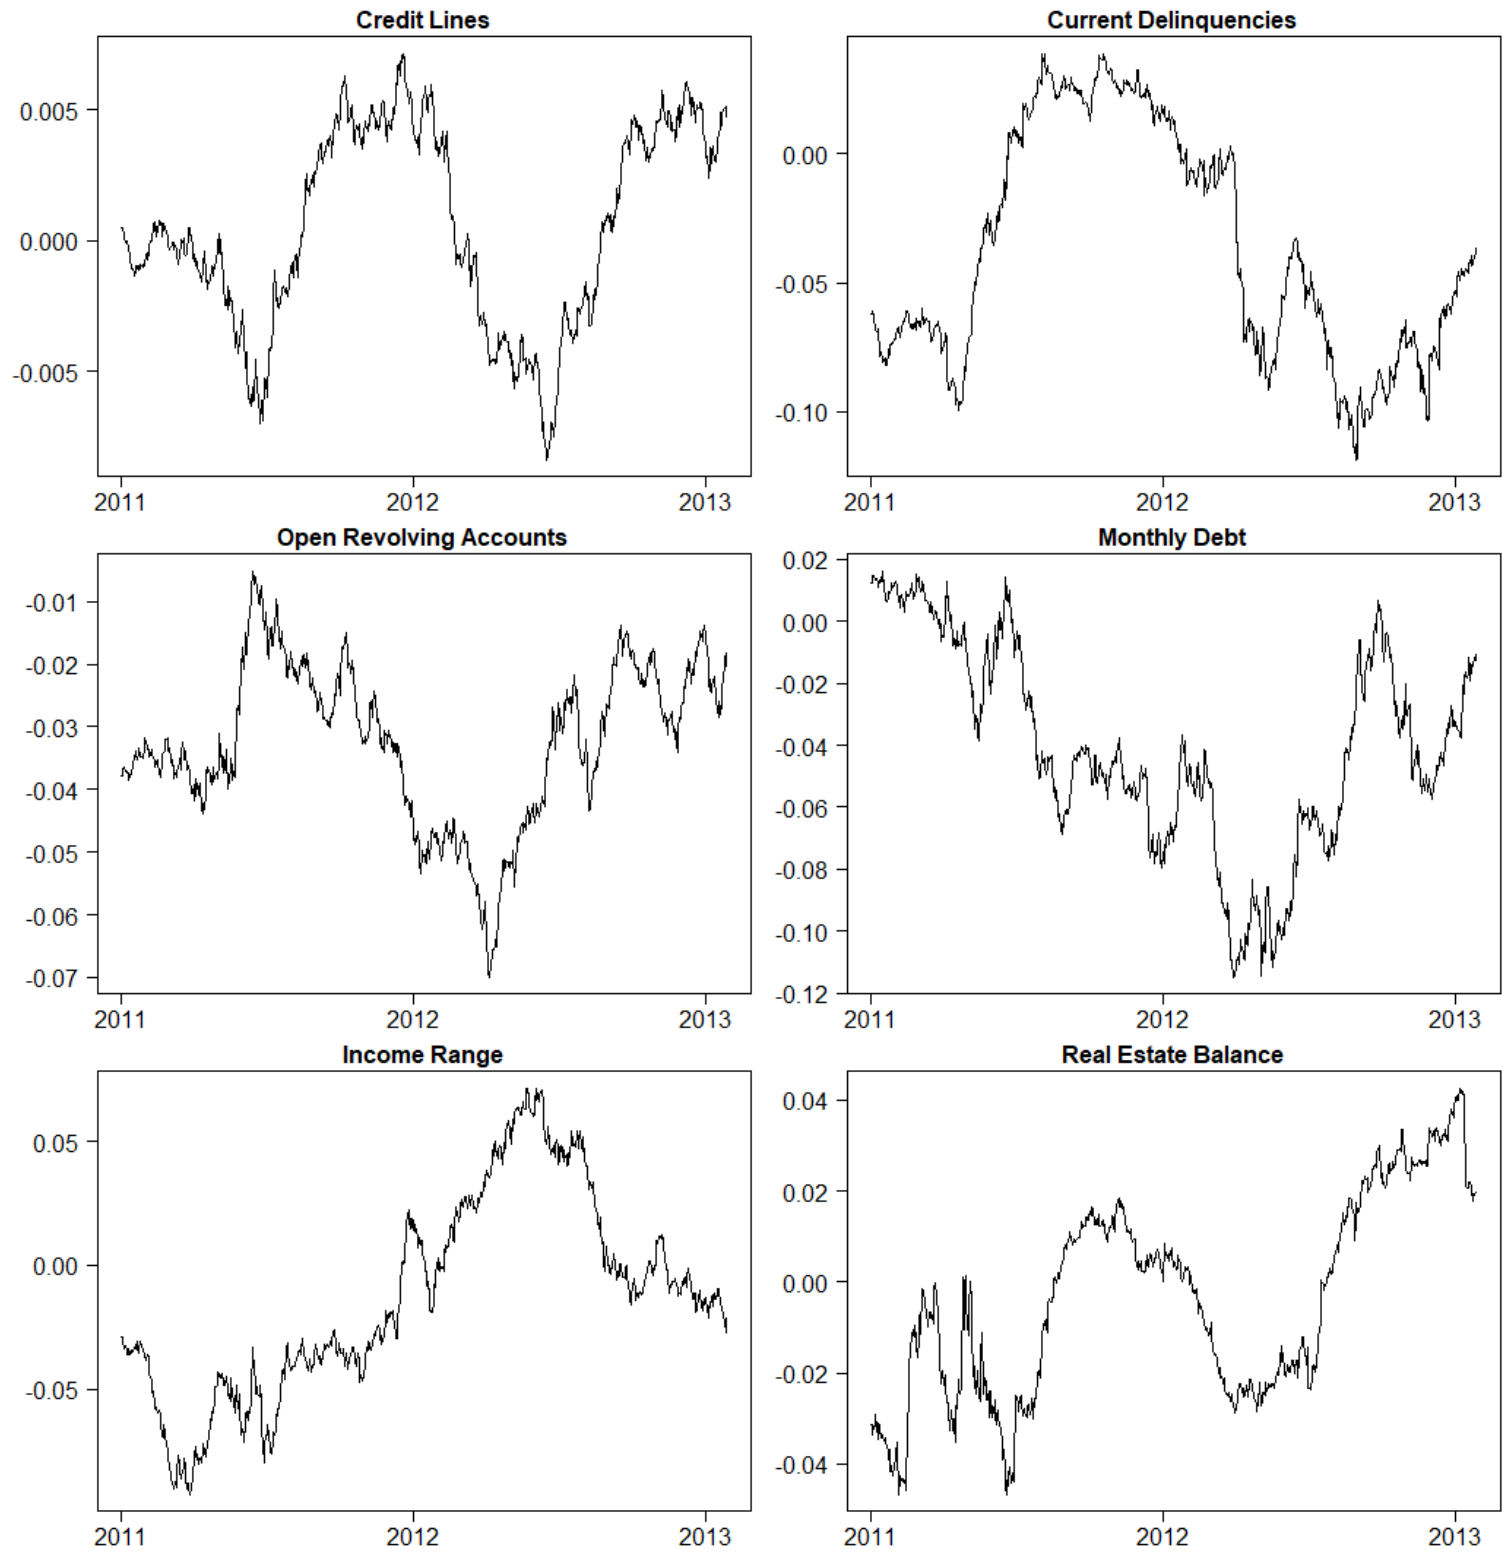 Credit Lines
0.005
0.000
-0.005
2011 2012 2013
Current Delinquencies
0.00
-0.05
-0.10
2011 2012 2013
Open Revolving Accounts
-0.01
-0.02
-0.03
-0.04
-0.05
-0.06
-0.07
2011 2012 2013
Monthly Debt
0.02
0.00
-0.02
-0.04
-0.06
-0.08
-0.10
-0.12
2011 2012 2013
Income Range
0.05
0.00
-0.05
2011 2012 2013
Real Estate Balance
0.04
0.02
0.00
-0.02
-0.04
2011 2012 2013